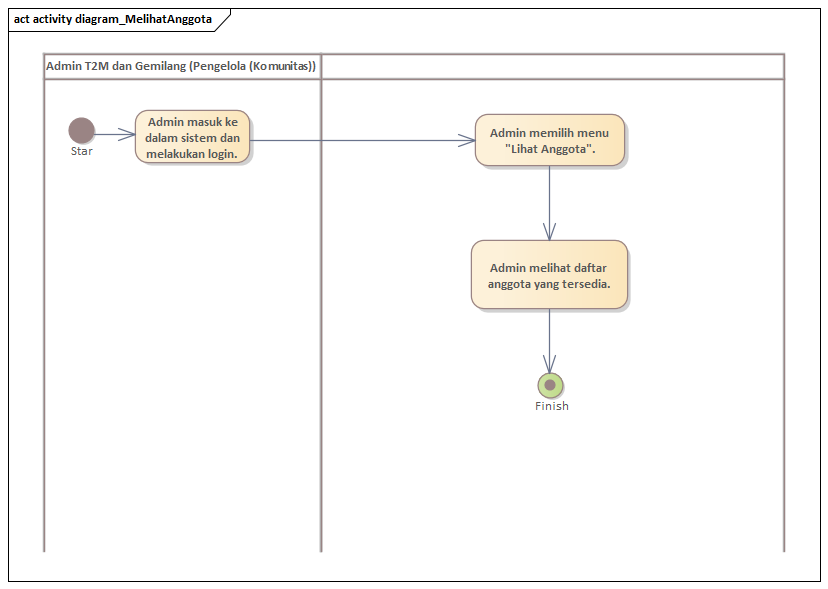 act activity diagram_MelihatAnggota
Admin T2M dan Gemilang (Pengelola (Komunitas))
Admin masuk ke
dalam sistem dan
melakukan login.
Star
Admin memilih menu
"Lihat Anggota".
Admin melihat daftar
anggota yang tersedia.
Finish